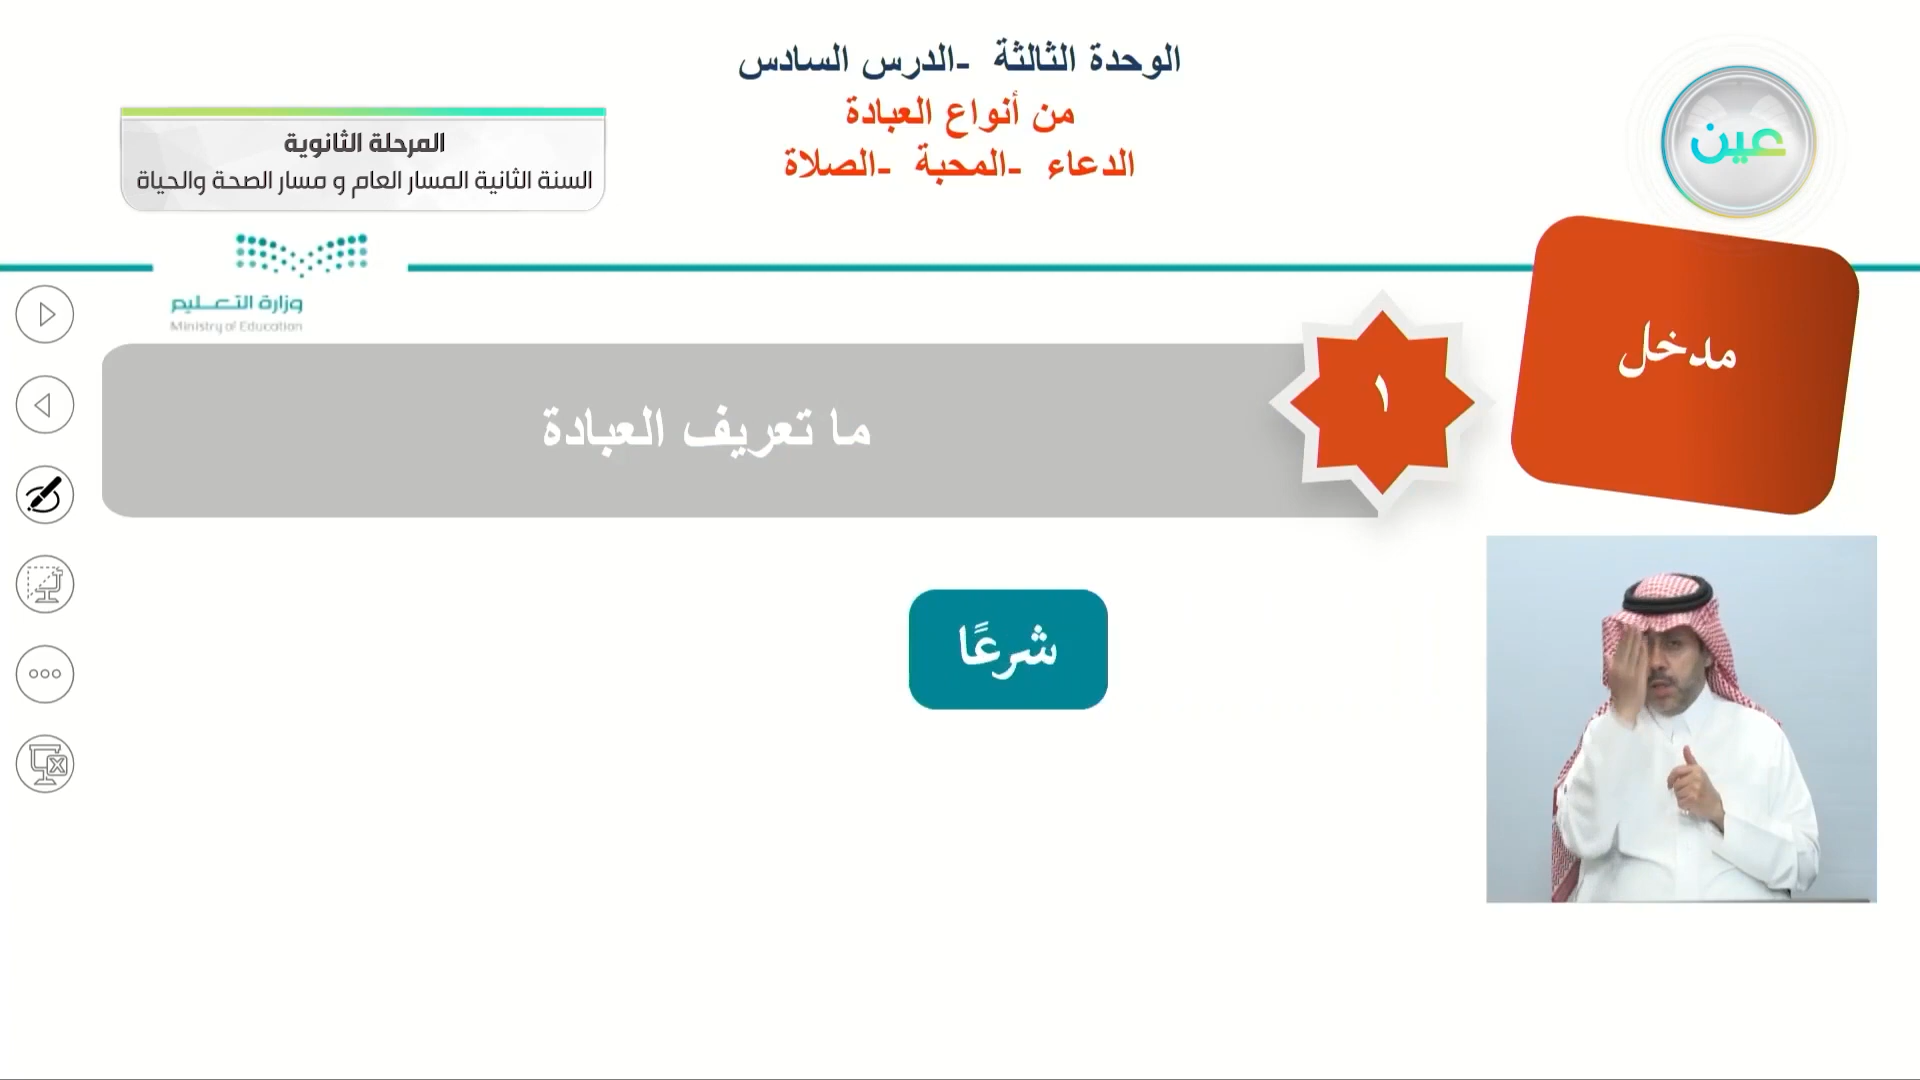 الوحدة الثالثة -الدرس السادس
من أنواع العبادة
الدعاء -المحبة -الصلاة
عين
المرحلة الثانوية
السنة الثانية المسار العام و مسار الصحة والحياة
وزارة التعليم
Ministry of Education
مدخل
١
ما تعريف العبادة
شرعًا